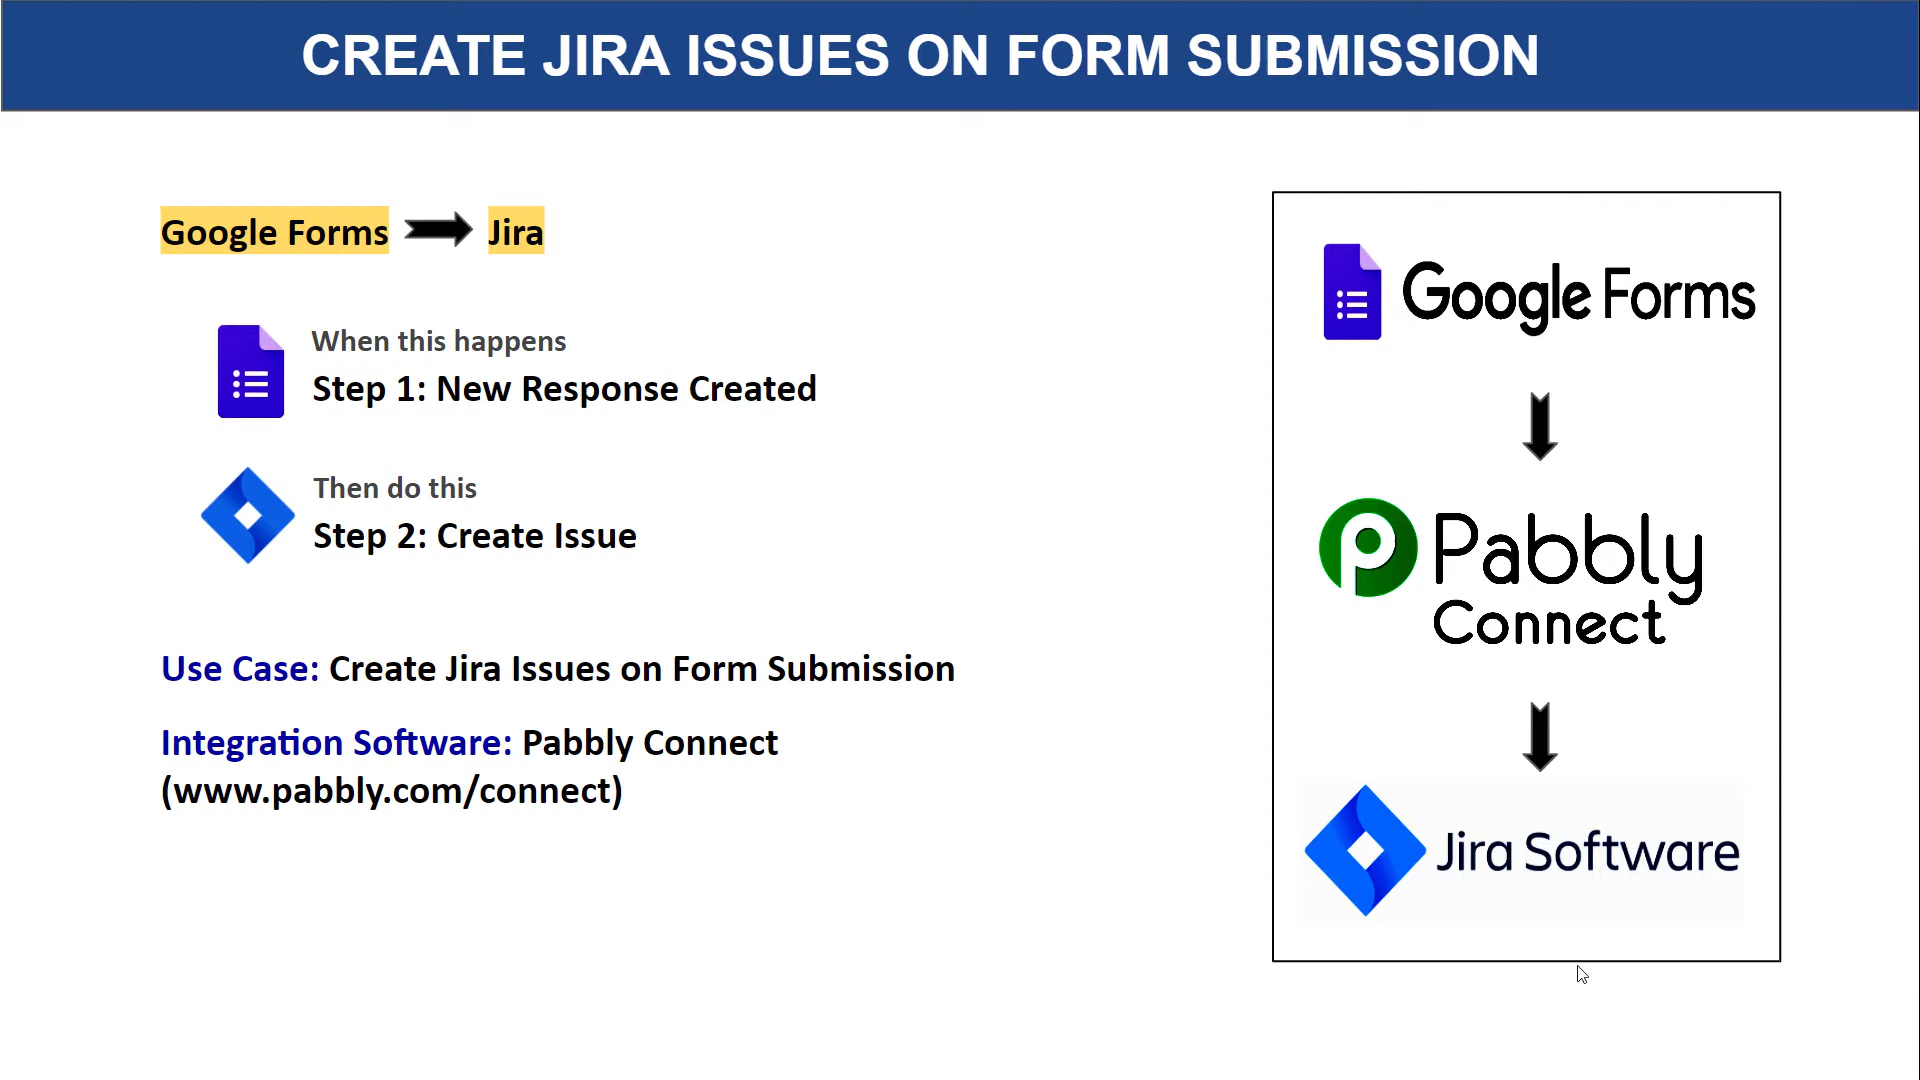 CREATE JIRA ISSUES ON FORM SUBMISSION
Google Forms Jira
When this happens
Step 1: New Response Created
Then do this
Step 2: Create Issue
Use Case: Create Jira Issues on Form Submission
Integration Software: Pabbly Connect
(www.pabbly.com/connect)
Google Forms
Pabbly
Connect
Jira Software